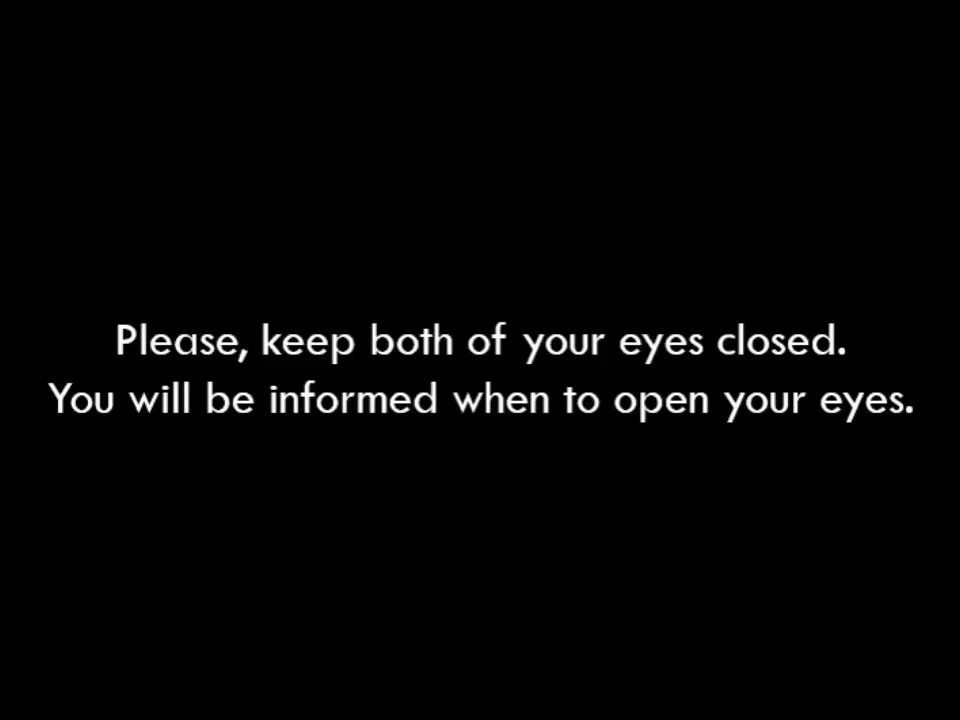 Please, keep both of your eyes closed.
You will be informed when to open your eyes.